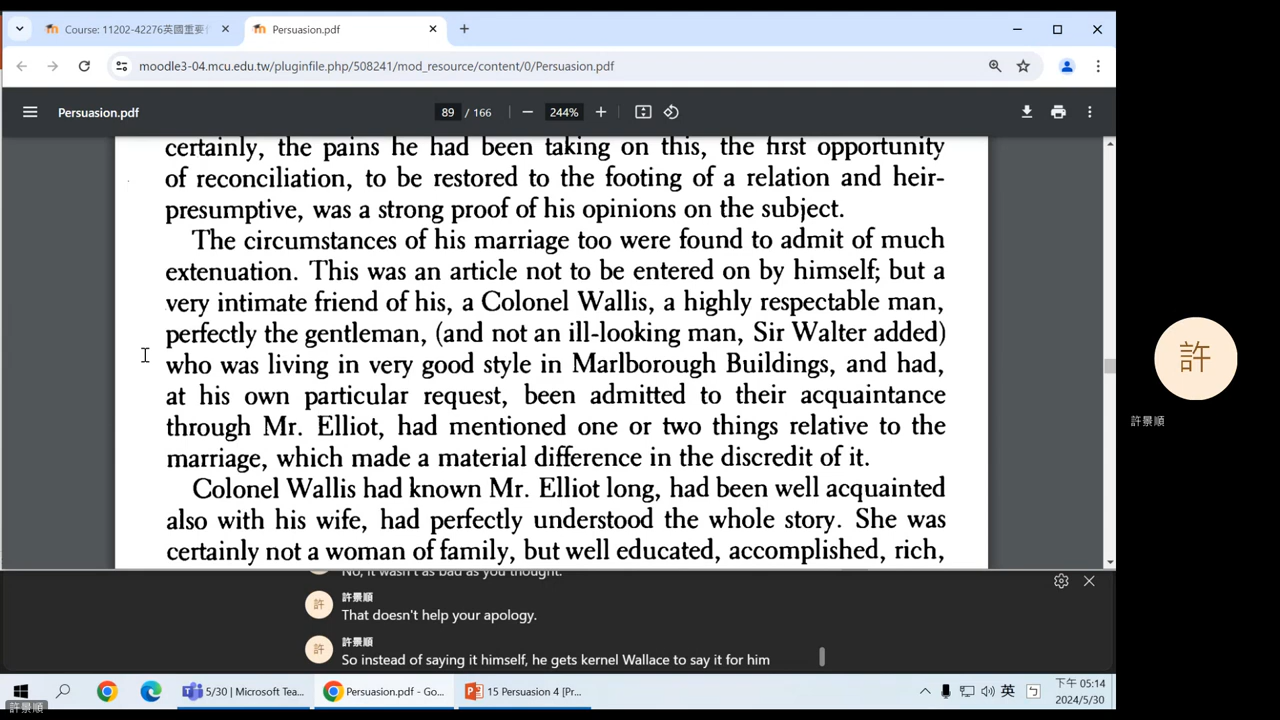 Course: 11202-42276英國重要
Persuasion.pdf
moodle3-04.mcu.edu.tw/pluginfile.php/508241/mod_resource/content/0/Persuasion.pdf
Persuasion.pdf
89 / 166
244%
certainly, the pains he had been taking on this, the first opportunity
of reconciliation, to be restored to the footing of a relation and heir-
presumptive, was a strong proof of his opinions on the subject.
The circumstances of his marriage too were found to admit of much
extenuation. This was an article not to be entered on by himself; but a
very intimate friend of his, a Colonel Wallis, a highly respectable man,
perfectly the gentleman, (and not an ill-looking man, Sir Walter added)
who was living in very good style in Marlborough Buildings, and had,
at his own particular request, been admitted to their acquaintance
through Mr. Elliot, had mentioned one or two things relative to the
marriage, which made a material difference in the discredit of it.
Colonel Wallis had known Mr. Elliot long, had been well acquainted
also with his wife, had perfectly understood the whole story. She was
certainly not a woman of family, but well educated, accomplished, rich,
許
許景順
No, it wasn't as bad as you thought.
許
許景順
That doesn't help your apology.
許
許景順
So instead of saying it himself, he gets kernel Wallace to say it for him
5/30 | Microsoft Tea...
Persuasion.pdf - Go...
15 Persuasion 4 [Pr...
英
ㄅ
下午 05:14
2024/5/30
許景順